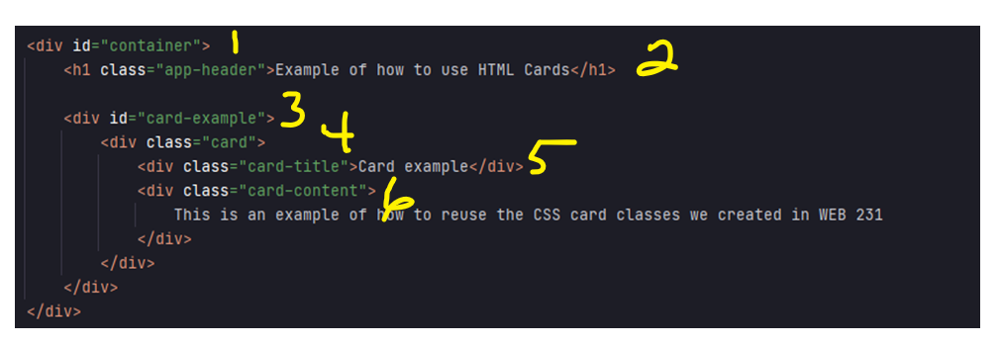 <div id="container"> 1
<h1 class="app-header">Example of how to use HTML Cards</h1> 2
<div id="card-example"> 3
<div class="card"> 4
<div class="card-title">Card example</div> 5
<div class="card-content"> 6
This is an example of how to reuse the CSS card classes we created in WEB 231
</div>
</div>
</div>
</div>